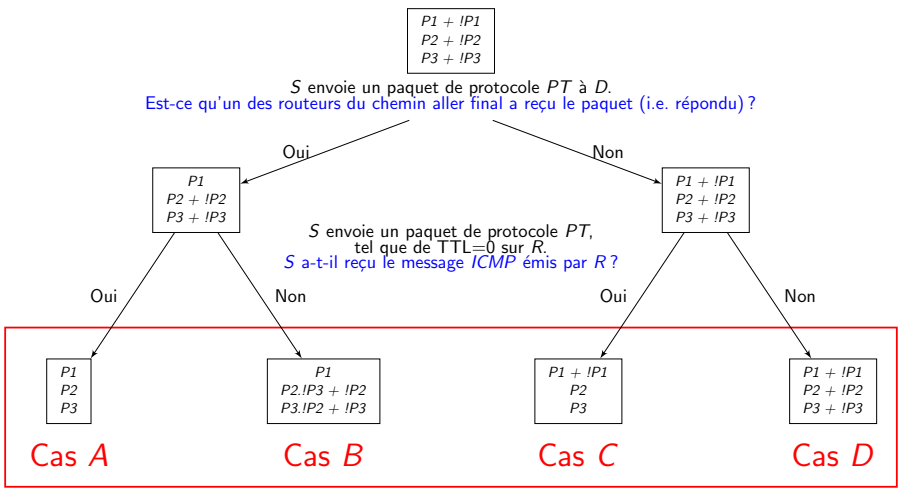 P1 + !P1
P2 + !P2
P3 + !P3
S envoie un paquet de protocole PT à D.
Est-ce qu'un des routeurs du chemin aller final a reçu le paquet (i.e. répondu) ?
Oui
Non
P1
P2 + !P2
P3 + !P3
P1 + !P1
P2 + !P2
P3 + !P3
S envoie un paquet de protocole PT,
tel que de TTL=0 sur R.
S a-t-il reçu le message ICMP émis par R ?
Oui
Non
Oui
Non
P1
P2
P3
P1
P2.!P3 + !P2
P3.!P2 + !P3
P1 + !P1
P2
P3
P1 + !P1
P2 + !P2
P3 + !P3
Cas A
Cas B
Cas C
Cas D